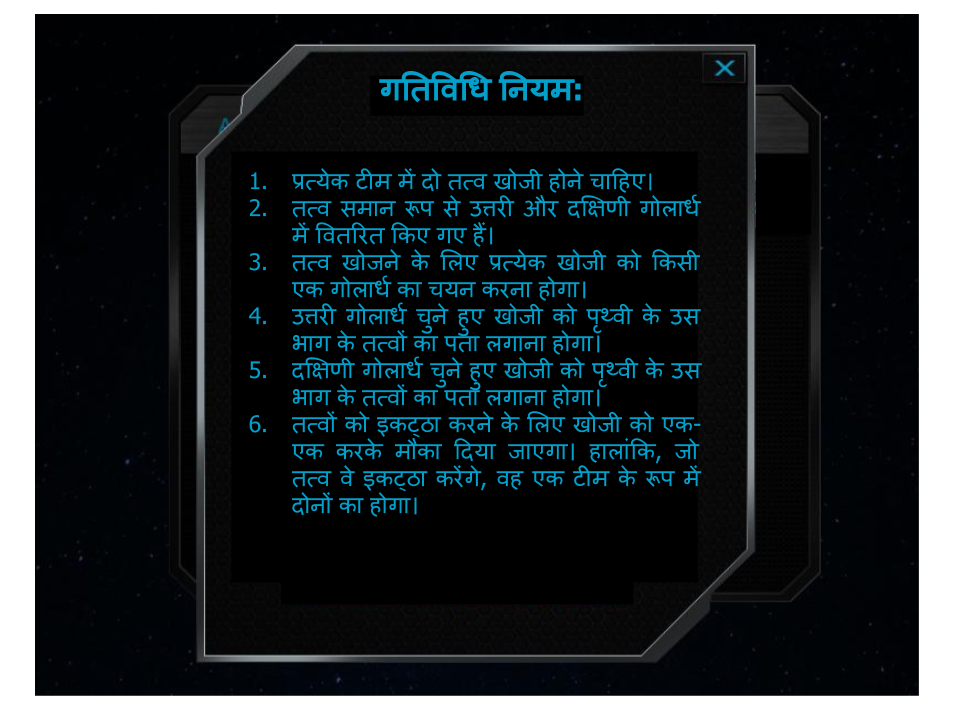 गतिविधि नियम:
1. प्रत्येक टीम में दो तत्व खोजी होने चाहिए।
2. तत्व समान रूप से उत्तरी और दक्षिणी गोलार्ध
में वितरित किए गए हैं।
3. तत्व खोजने के लिए प्रत्येक खोजी को किसी
एक गोलार्ध का चयन करना होगा।
4. उत्तरी गोलार्ध चुने हुए खोजी को पृथ्वी के उस
भाग के तत्वों का पता लगाना होगा।
5. दक्षिणी गोलार्ध चुने हुए खोजी को पृथ्वी के उस
भाग के तत्वों का पता लगाना होगा।
6. तत्वों को इकट्ठा करने के लिए खोजी को एक-
एक करके मौका दिया जाएगा। हालांकि, जो
तत्व वे इकट्ठा करेंगे, वह एक टीम के रूप में
दोनों का होगा।